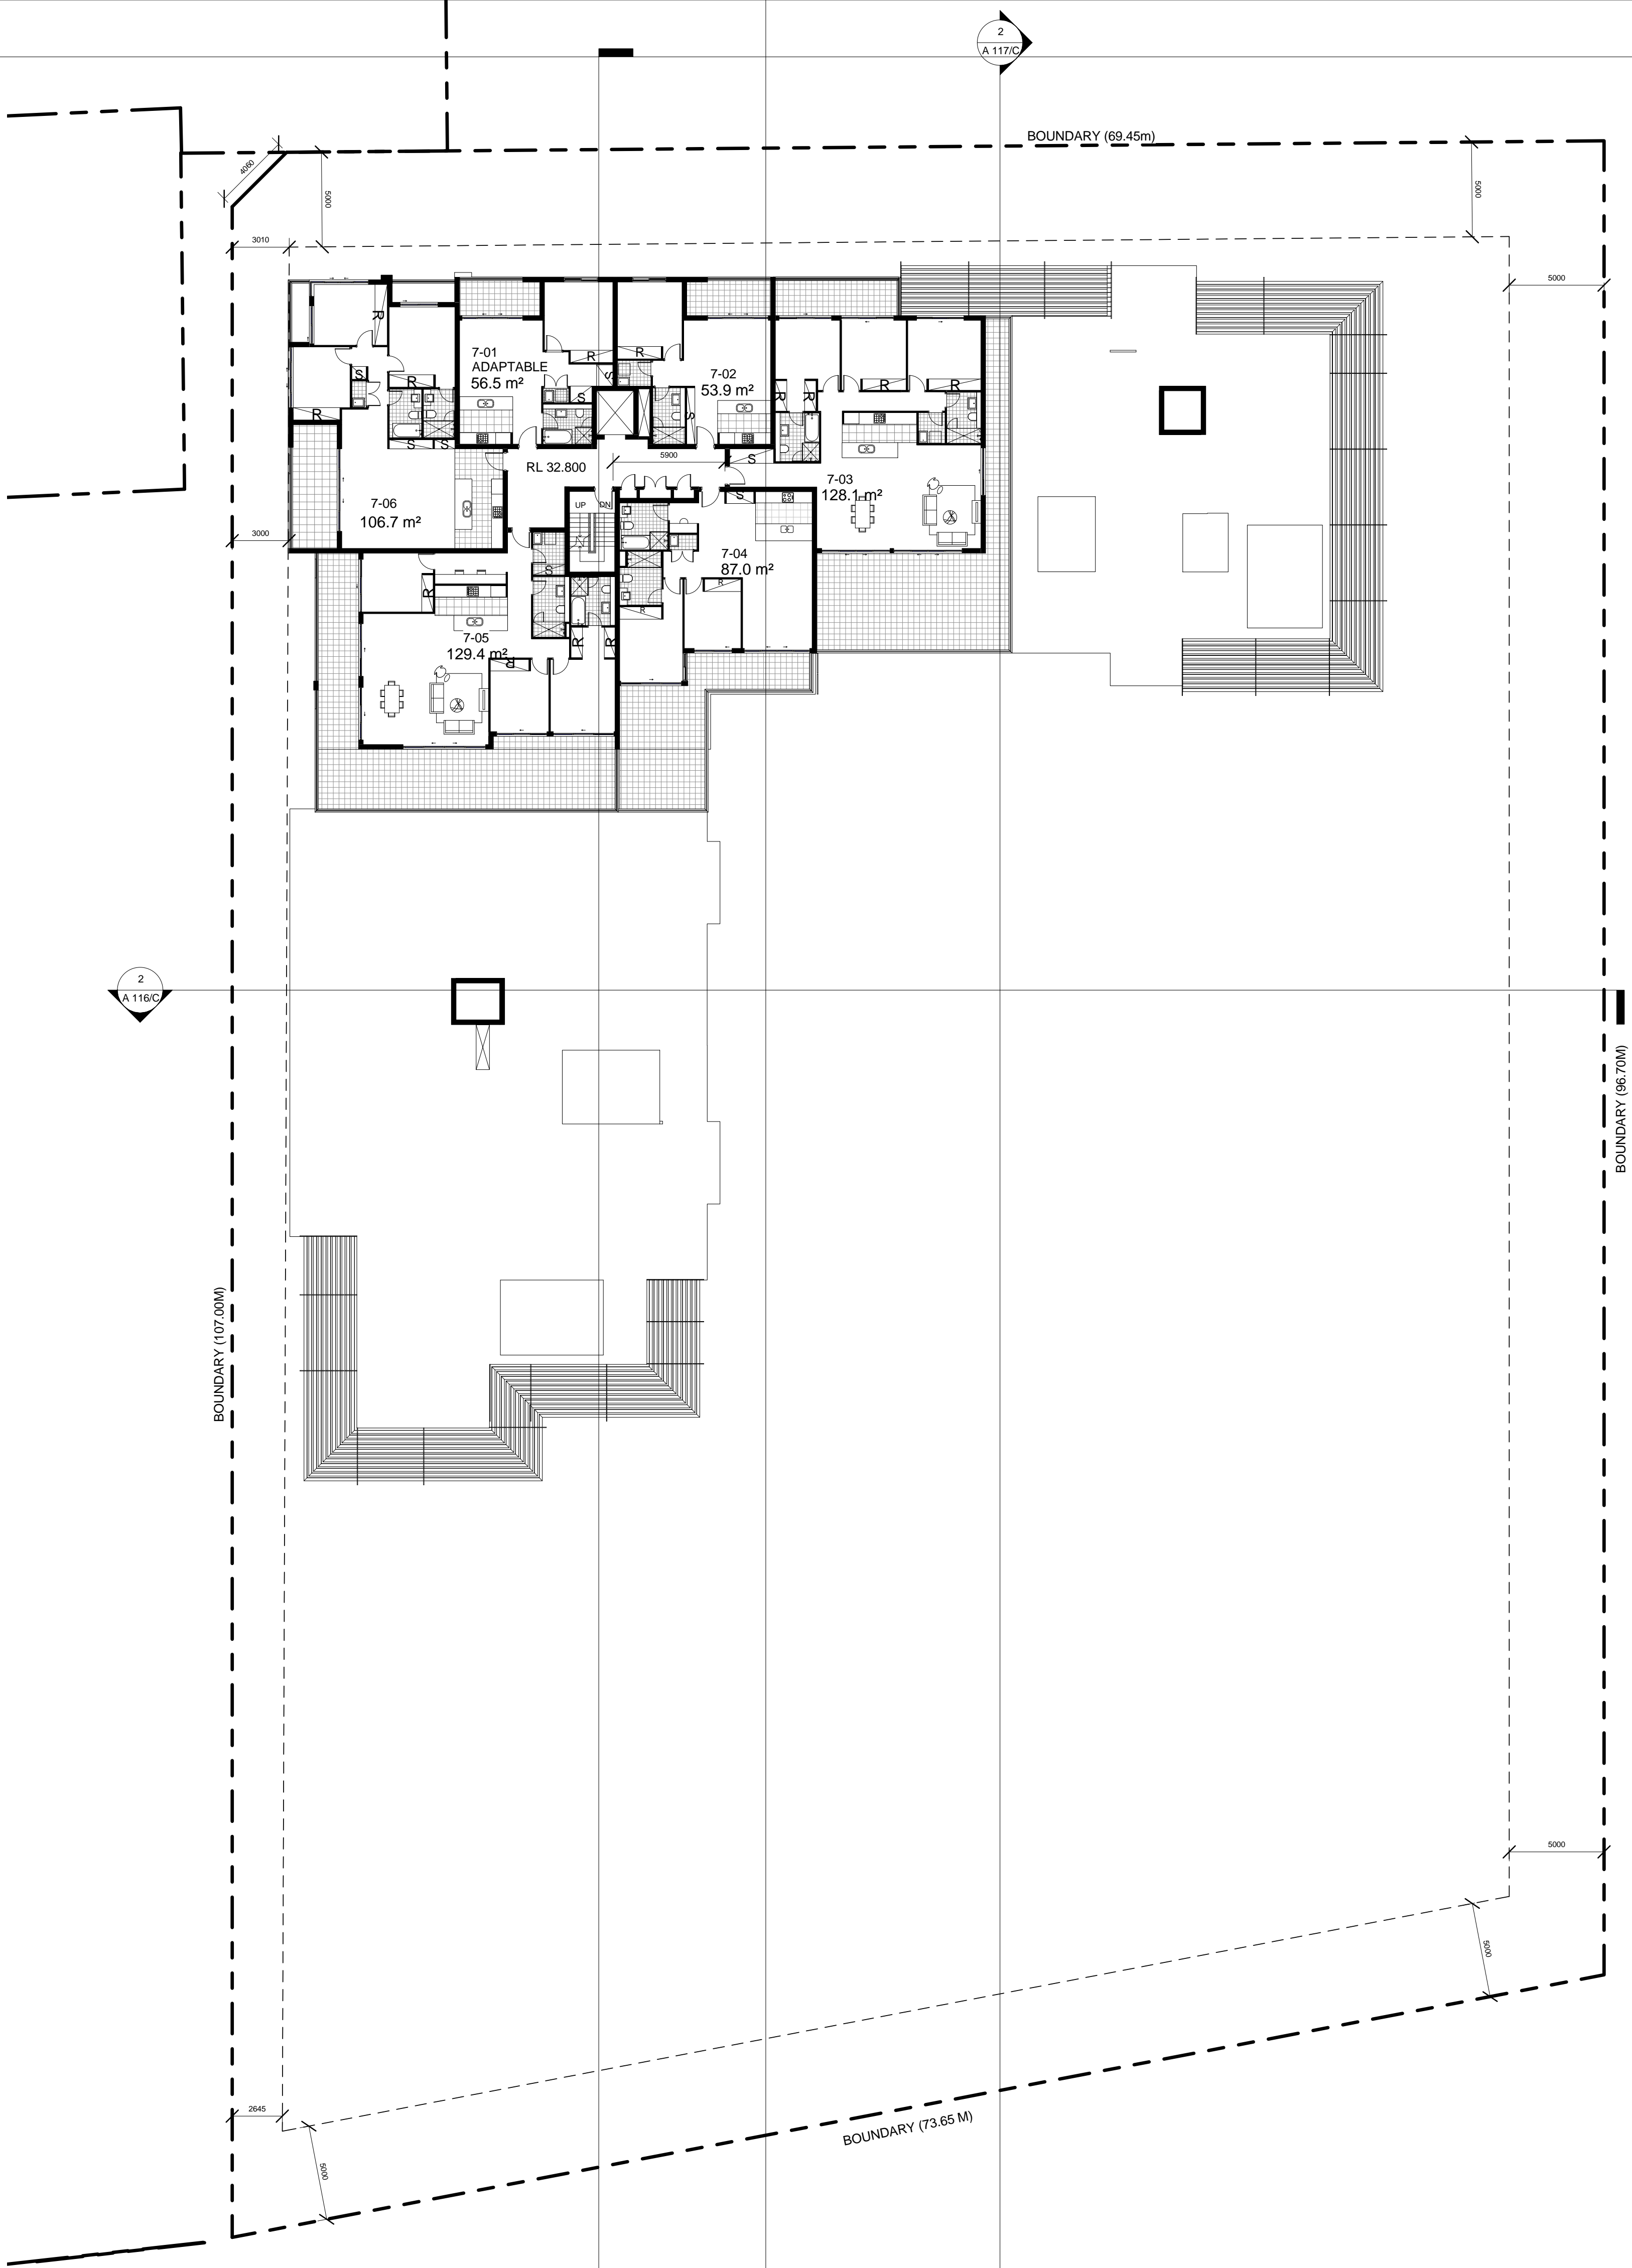 2
A 117/C
BOUNDARY (69.45m)
4060
5000
5000
3010
5000
R
7-01
ADAPTABLE
56.5 m²
R
S
R
7-02
53.9 m²
S
R
R
R
R
S
R
S
R
S
S
S
RL 32.800
5900
S
7-03
128.1 m²
7-06
106.7 m²
UP
DN
S
3000
7-04
87.0 m²
S
R
R
R
7-05
129.4 m²
R
R
R
2
A 116/C
BOUNDARY (96.70M)
BOUNDARY (107.00M)
5000
5000
2645
BOUNDARY (73.65 M)
5000